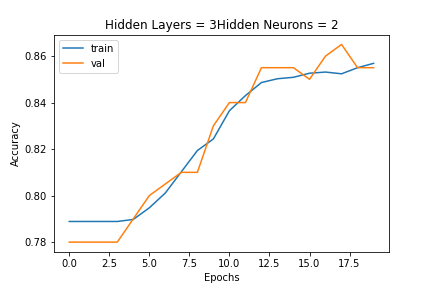 Hidden Layers = 3Hidden Neurons = 2
train
val
0.86
0.84
0.82
0.80
0.78
Accuracy
0.0 2.5 5.0 7.5 10.0 12.5 15.0 17.5
Epochs